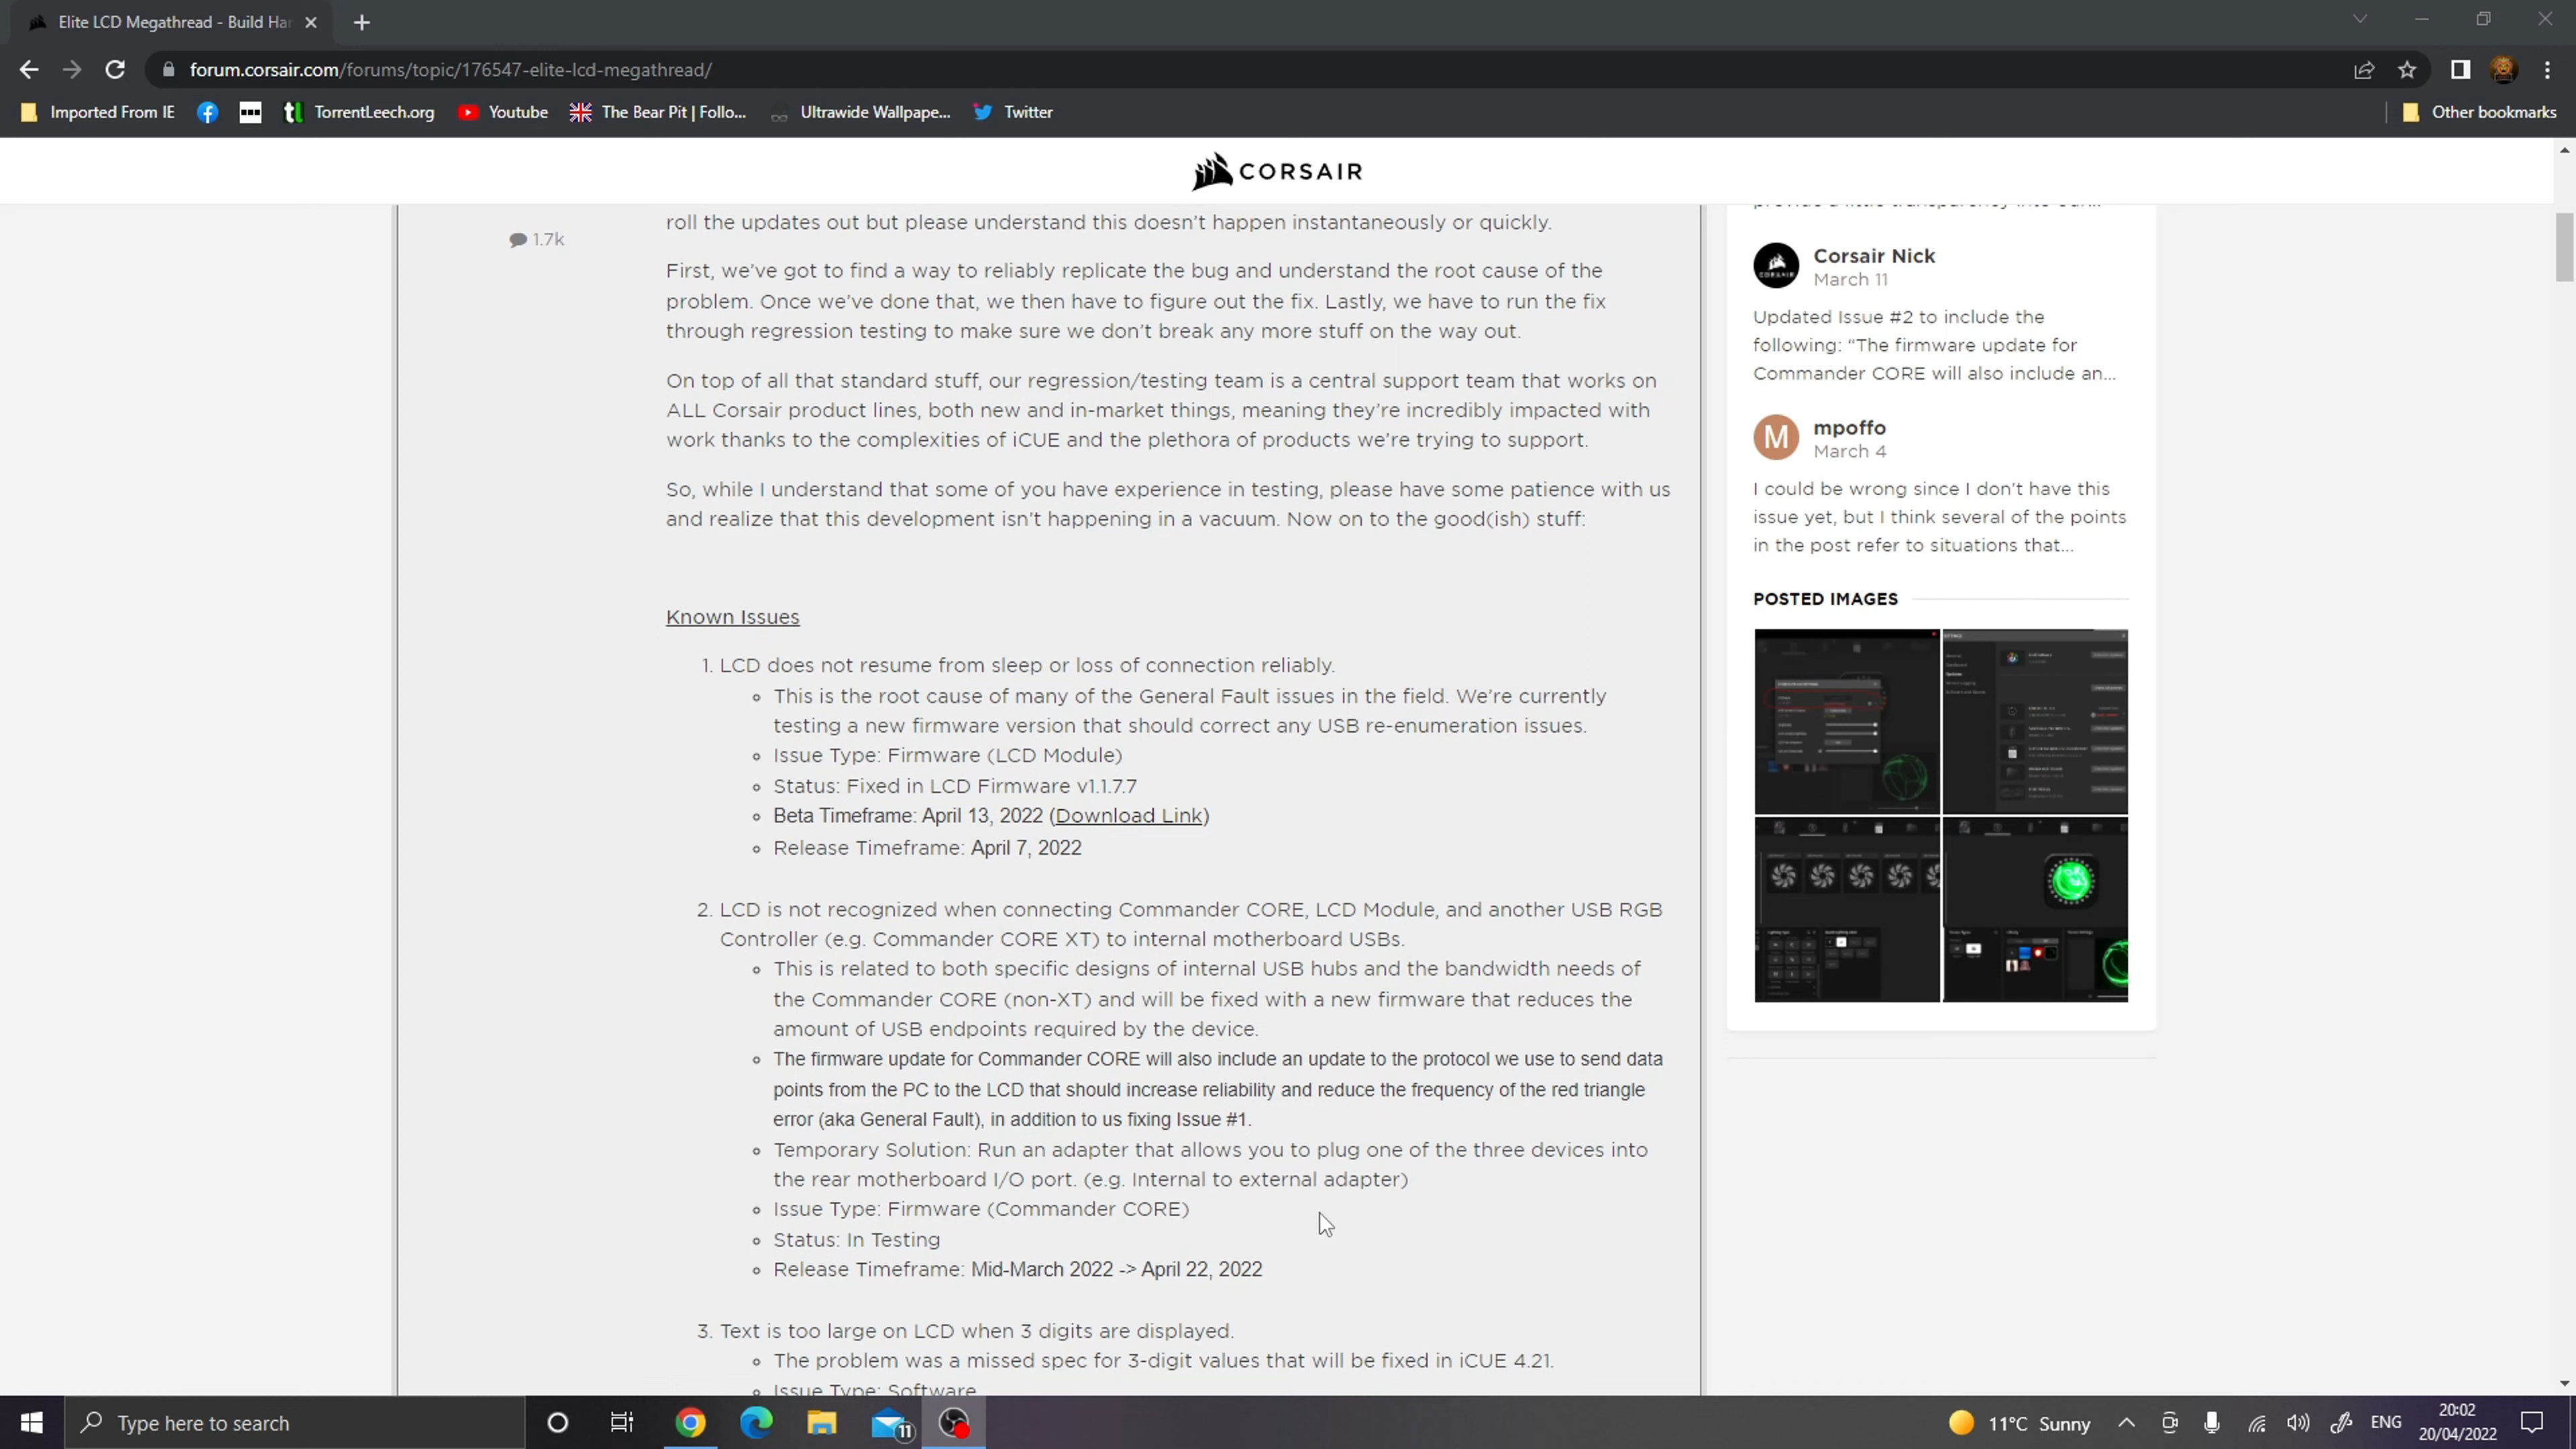 Elite LCD Megathread - Build Har
forum.corsair.com/forums/topic/176547-elite-lcd-megathread/
Imported From IE
TorrentLeech.org
Youtube
The Bear Pit | Follo...
Ultrawide Wallpape...
Twitter
Other bookmarks
CORSAIR
1.7k
roll the updates out but please understand this doesn't happen instantaneously or quickly.
First, we've got to find a way to reliably replicate the bug and understand the root cause of the
problem. Once we've done that, we then have to figure out the fix. Lastly, we have to run the fix
through regression testing to make sure we don't break any more stuff on the way out.
On top of all that standard stuff, our regression/testing team is a central support team that works on
ALL Corsair product lines, both new and in-market things, meaning they're incredibly impacted with
work thanks to the complexities of iCUE and the plethora of products we're trying to support.
So, while I understand that some of you have experience in testing, please have some patience with us
and realize that this development isn't happening in a vacuum. Now on to the good(ish) stuff:
Known Issues
1. LCD does not resume from sleep or loss of connection reliably.
This is the root cause of many of the General Fault issues in the field. We're currently
testing a new firmware version that should correct any USB re-enumeration issues.
Issue Type: Firmware (LCD Module)
Status: Fixed in LCD Firmware v1.1.7.7
Beta Timeframe: April 13, 2022 (Download Link)
Release Timeframe: April 7, 2022
2. LCD is not recognized when connecting Commander CORE, LCD Module, and another USB RGB
Controller (e.g. Commander CORE XT) to internal motherboard USBs.
This is related to both specific designs of internal USB hubs and the bandwidth needs of
the Commander CORE (non-XT) and will be fixed with a new firmware that reduces the
amount of USB endpoints required by the device.
The firmware update for Commander CORE will also include an update to the protocol we use to send data
points from the PC to the LCD that should increase reliability and reduce the frequency of the red triangle
error (aka General Fault), in addition to us fixing Issue #1.
Temporary Solution: Run an adapter that allows you to plug one of the three devices into
the rear motherboard I/O port. (e.g. Internal to external adapter)
Issue Type: Firmware (Commander CORE)
Status: In Testing
Release Timeframe: Mid-March 2022 -> April 22, 2022
3. Text is too large on LCD when 3 digits are displayed.
The problem was a missed spec for 3-digit values that will be fixed in iCUE 4.21.
Issue Type: Software
provide a little transparency into our...
Corsair Nick
March 11
Updated Issue #2 to include the
following: "The firmware update for
Commander CORE will also include an...
M
mpoffo
March 4
I could be wrong since I don't have this
issue yet, but I think several of the points
in the post refer to situations that...
POSTED IMAGES
Type here to search
11
11°C Sunny
ENG
20:02
20/04/2022